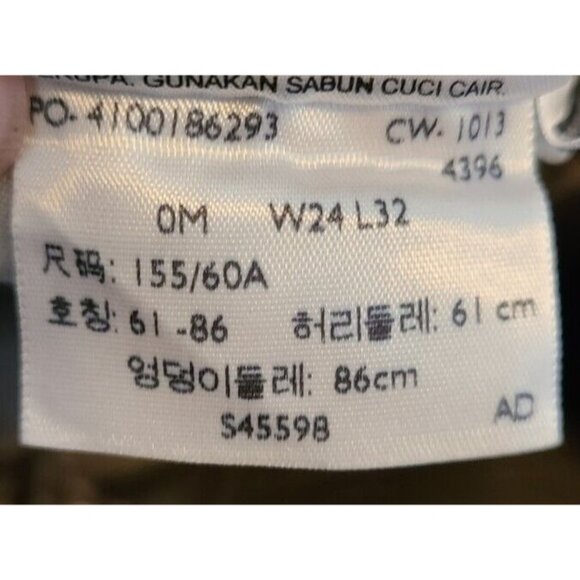 GUNAKAN SABUN CUCI CAIR.
PO- 4100186293 CW- 1013
4396
0M W24 L32
尺码: 155/60A
호칭: 61 -86 허리둘레: 61 cm
엉덩이둘레: 86cm
S45598 AD